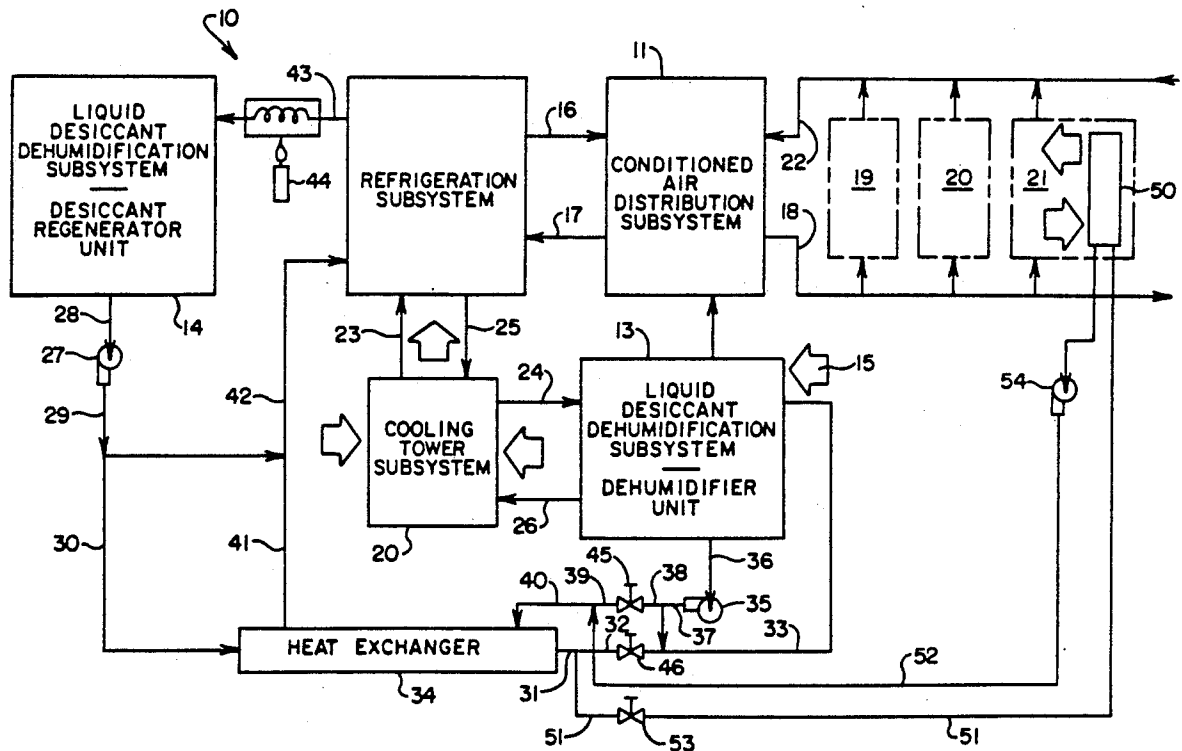 10
43
11
LIQUID
DESICCANT
DEHUMIDIFICATION
SUBSYSTEM
DESICCANT
REGENERATOR
UNIT
44
REFRIGERATION
SUBSYSTEM
16
17
CONDITIONED
AIR
DISTRIBUTION
SUBSYSTEM
22
18
19
20
21
50
28
14
27
29
42
23
25
13
15
24
COOLING
TOWER
SUBSYSTEM
LIQUID
DESICCANT
DEHUMIDIFICATION
SUBSYSTEM
DEHUMIDIFIER
UNIT
54
26
20
30
41
36
45
40
39
38
35
37
HEAT EXCHANGER
32
33
46
34
31
52
51
53
51